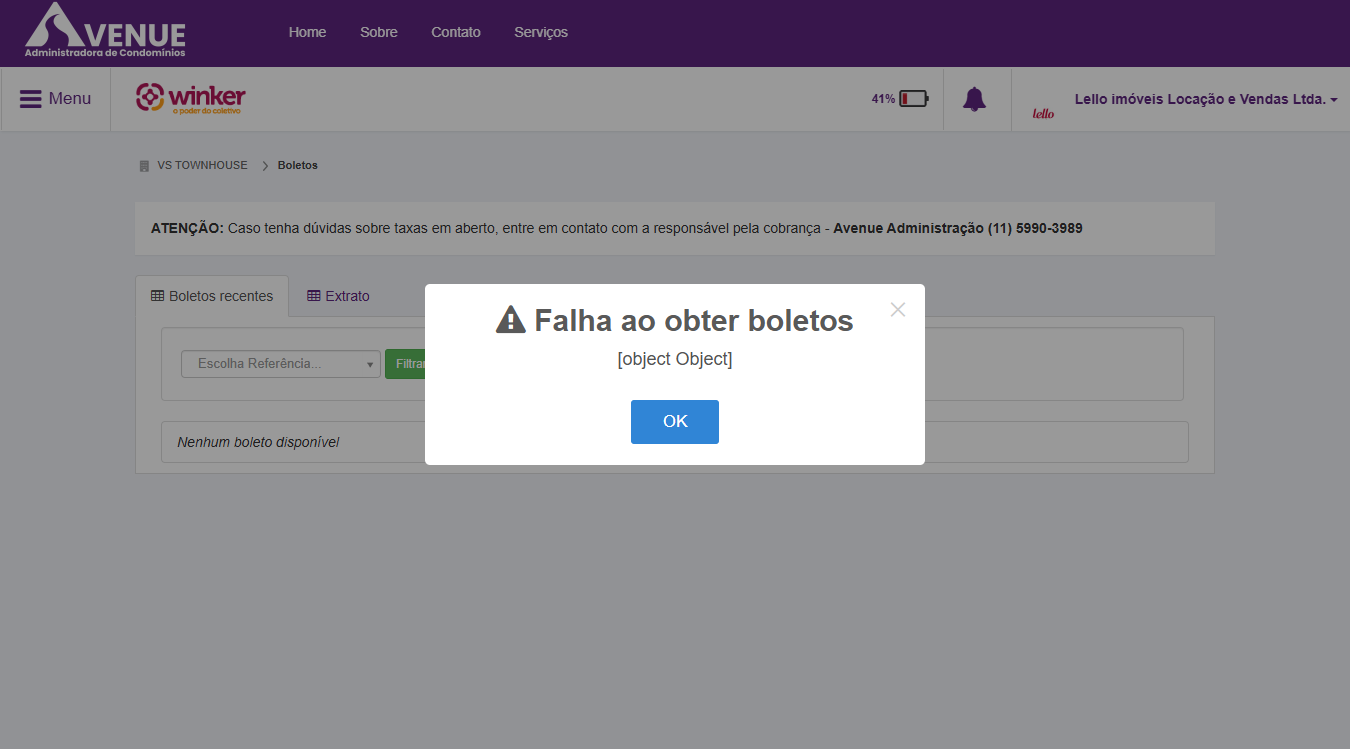 AVENUE
Administradora de Condomínios
Home
Sobre
Contato
Serviços
Menu
winker
o poder do coletivo
41%
lello
Lello imóveis Locação e Vendas Ltda.
VS TOWNHOUSE
Boletos
ATENÇÃO: Caso tenha dúvidas sobre taxas em aberto, entre em contato com a responsável pela cobrança - Avenue Administração (11) 5990-3989
Boletos recentes
Extrato
Falha ao obter boletos
[object Object]
Escolha Referência...
Filtrar
OK
Nenhum boleto disponível